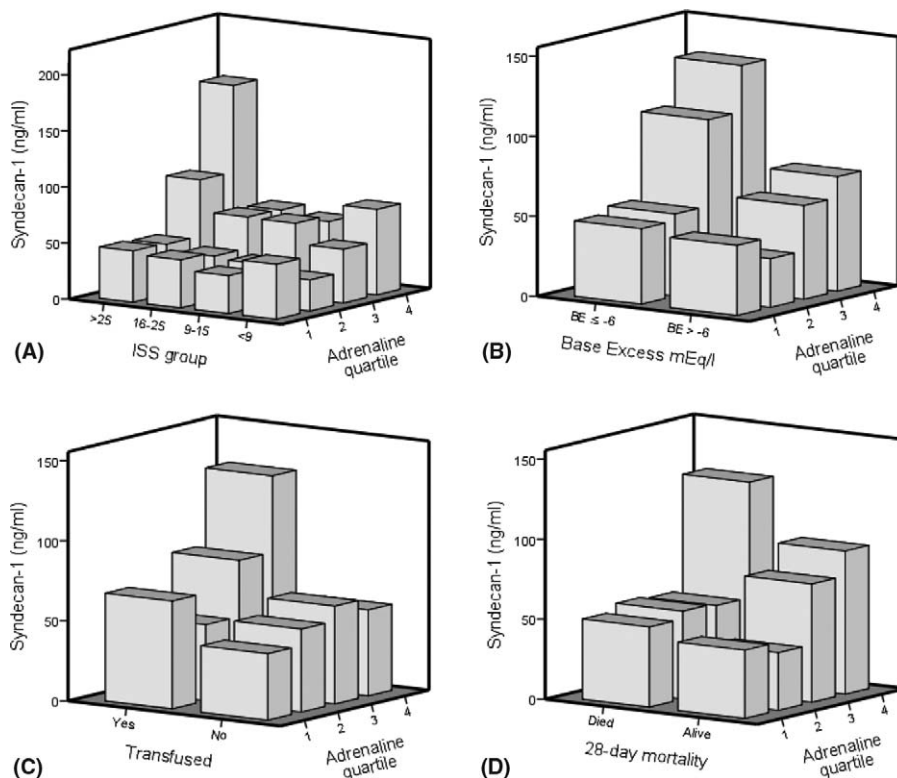 200
150
100
50
0
Syndecan-1 (ng/ml)
>25
16-25
9-15
<9
ISS group
1
2
3
4
Adrenaline
quartile
(A)
150
100
50
0
Syndecan-1 (ng/ml)
BE ≤ -6
BE > -6
Base Excess mEq/l
1
2
3
4
Adrenaline
quartile
(B)
150
100
50
0
Syndecan-1 (ng/ml)
Yes
No
Transfused
1
2
3
4
Adrenaline
quartile
(C)
150
100
50
0
Syndecan-1 (ng/ml)
Died
Alive
28-day mortality
1
2
3
4
Adrenaline
quartile
(D)